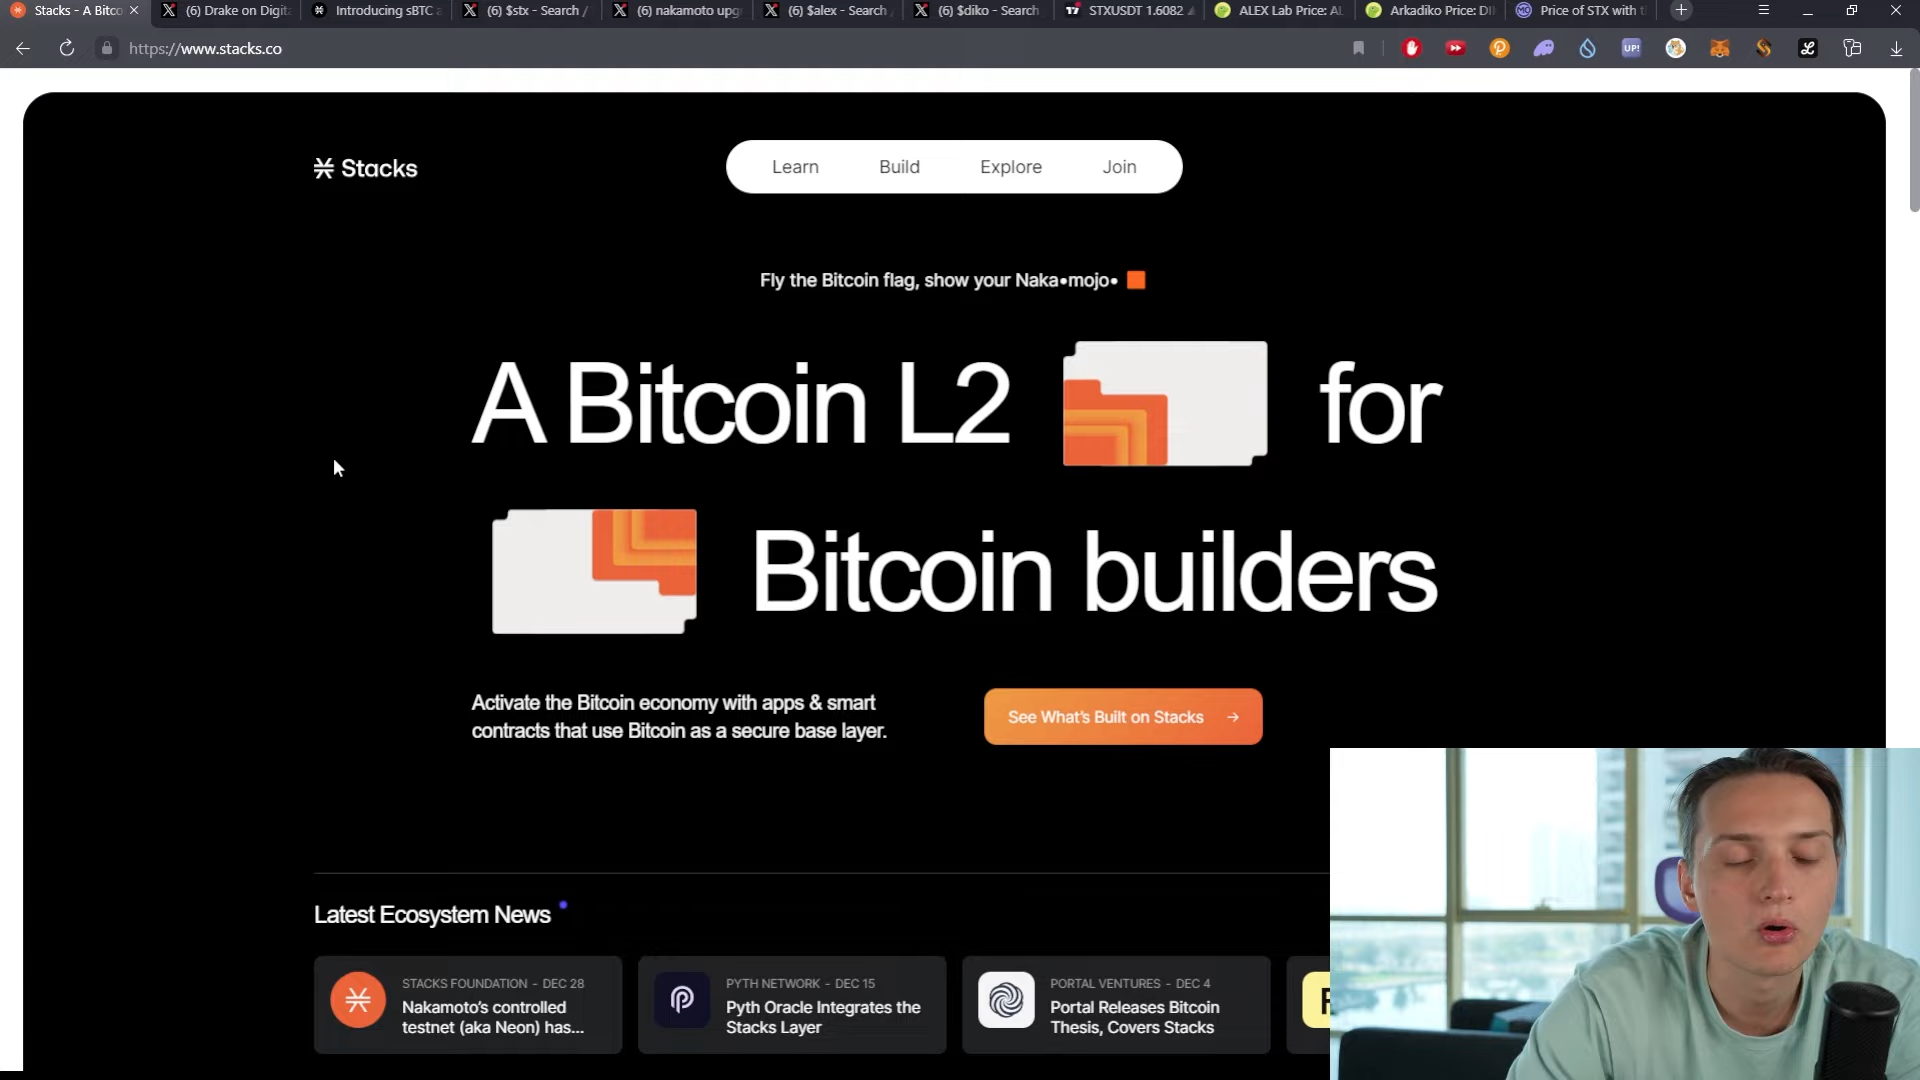 Stacks - A Bitco
(6) Drake on Digit
Introducing sBTC a
(6) $stx - Search /
(6) nakamoto upg
(6) $alex - Search
(6) $diko - Search
STXUSDT 1.6082
ALEX Lab Price: AL
Arkadiko Price: DI
Price of STX with t
https://www.stacks.co
UP!
Stacks
Learn
Build
Explore
Join
Fly the Bitcoin flag, show your Naka•mojo•
A Bitcoin L2 for
Bitcoin builders
Activate the Bitcoin economy with apps & smart
contracts that use Bitcoin as a secure base layer.
See What's Built on Stacks →
Latest Ecosystem News
STACKS FOUNDATION - DEC 28
Nakamoto's controlled
testnet (aka Neon) has...
PYTH NETWORK - DEC 15
Pyth Oracle Integrates the
Stacks Layer
PORTAL VENTURES - DEC 4
Portal Releases Bitcoin
Thesis, Covers Stacks